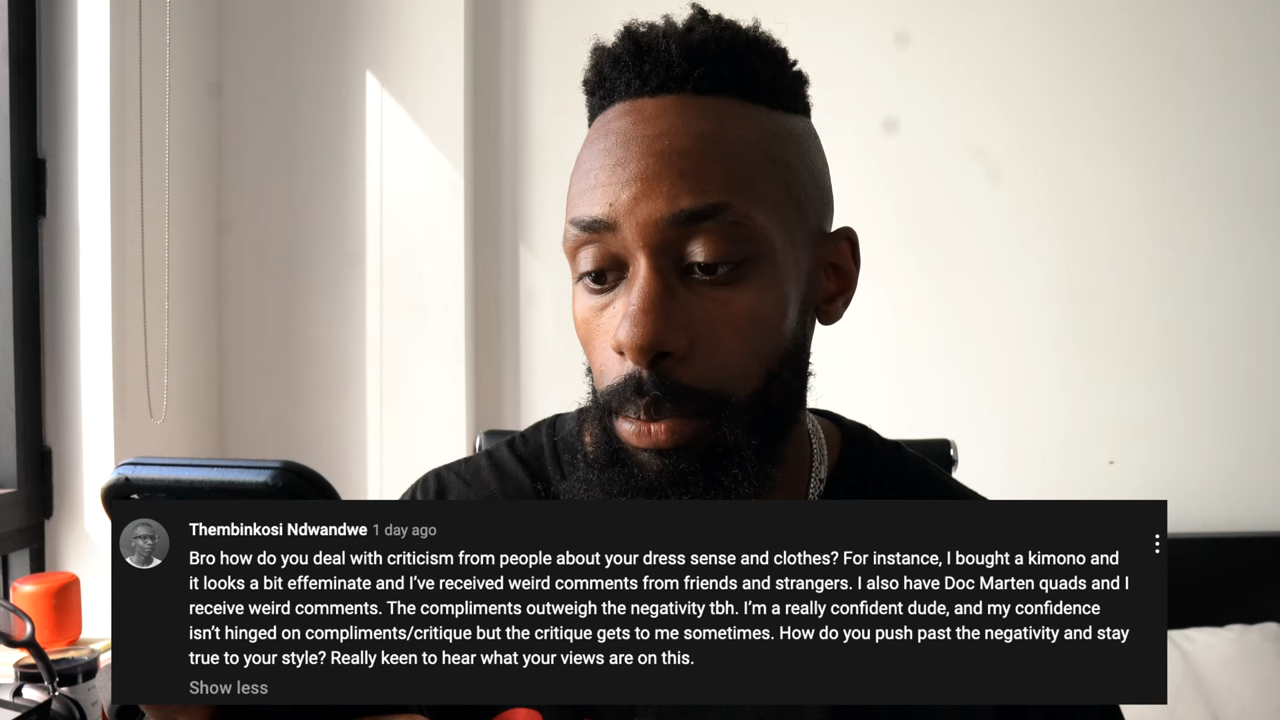 Thembinkosi Ndwandwe 1 day ago
Bro how do you deal with criticism from people about your dress sense and clothes? For instance, I bought a kimono and
it looks a bit effeminate and I've received weird comments from friends and strangers. I also have Doc Marten quads and I
receive weird comments. The compliments outweigh the negativity tbh. I'm a really confident dude, and my confidence
isn't hinged on compliments/critique but the critique gets to me sometimes. How do you push past the negativity and stay
true to your style? Really keen to hear what your views are on this.
Show less